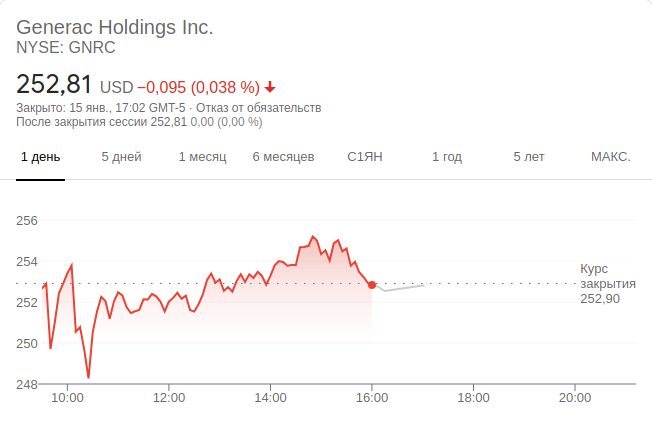 Generac Holdings Inc.
NYSE: GNRC
252,81 USD −0,095 (0,038 %)
Закрыто: 15 янв., 17:02 GMT-5 · Отказ от обязательств
После закрытия сессии 252,81 0,00 (0,00 %)
1 день 5 дней 1 месяц 6 месяцев С1ЯН 1 год 5 лет МАКС.
256
254
252
250
248
Курс
закрытия
252,90
10:00 12:00 14:00 16:00 18:00 20:00